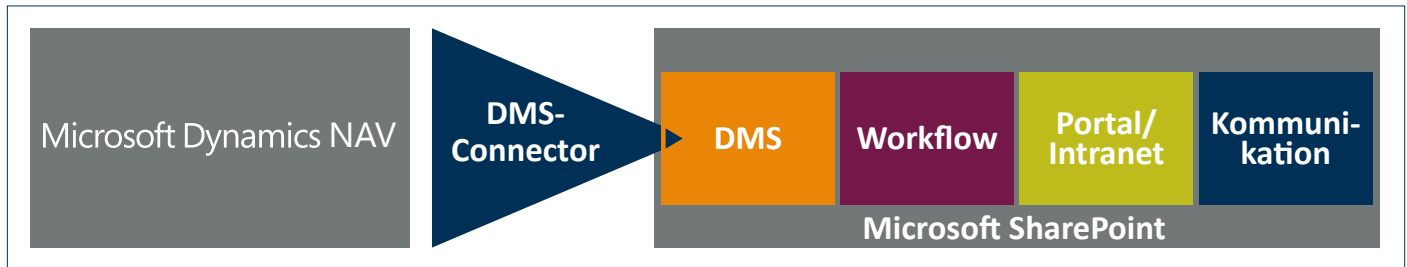 Microsoft Dynamics NAV
DMS-
Connector
DMS
Workflow
Portal/
Intranet
Kommuni-
kation
Microsoft SharePoint